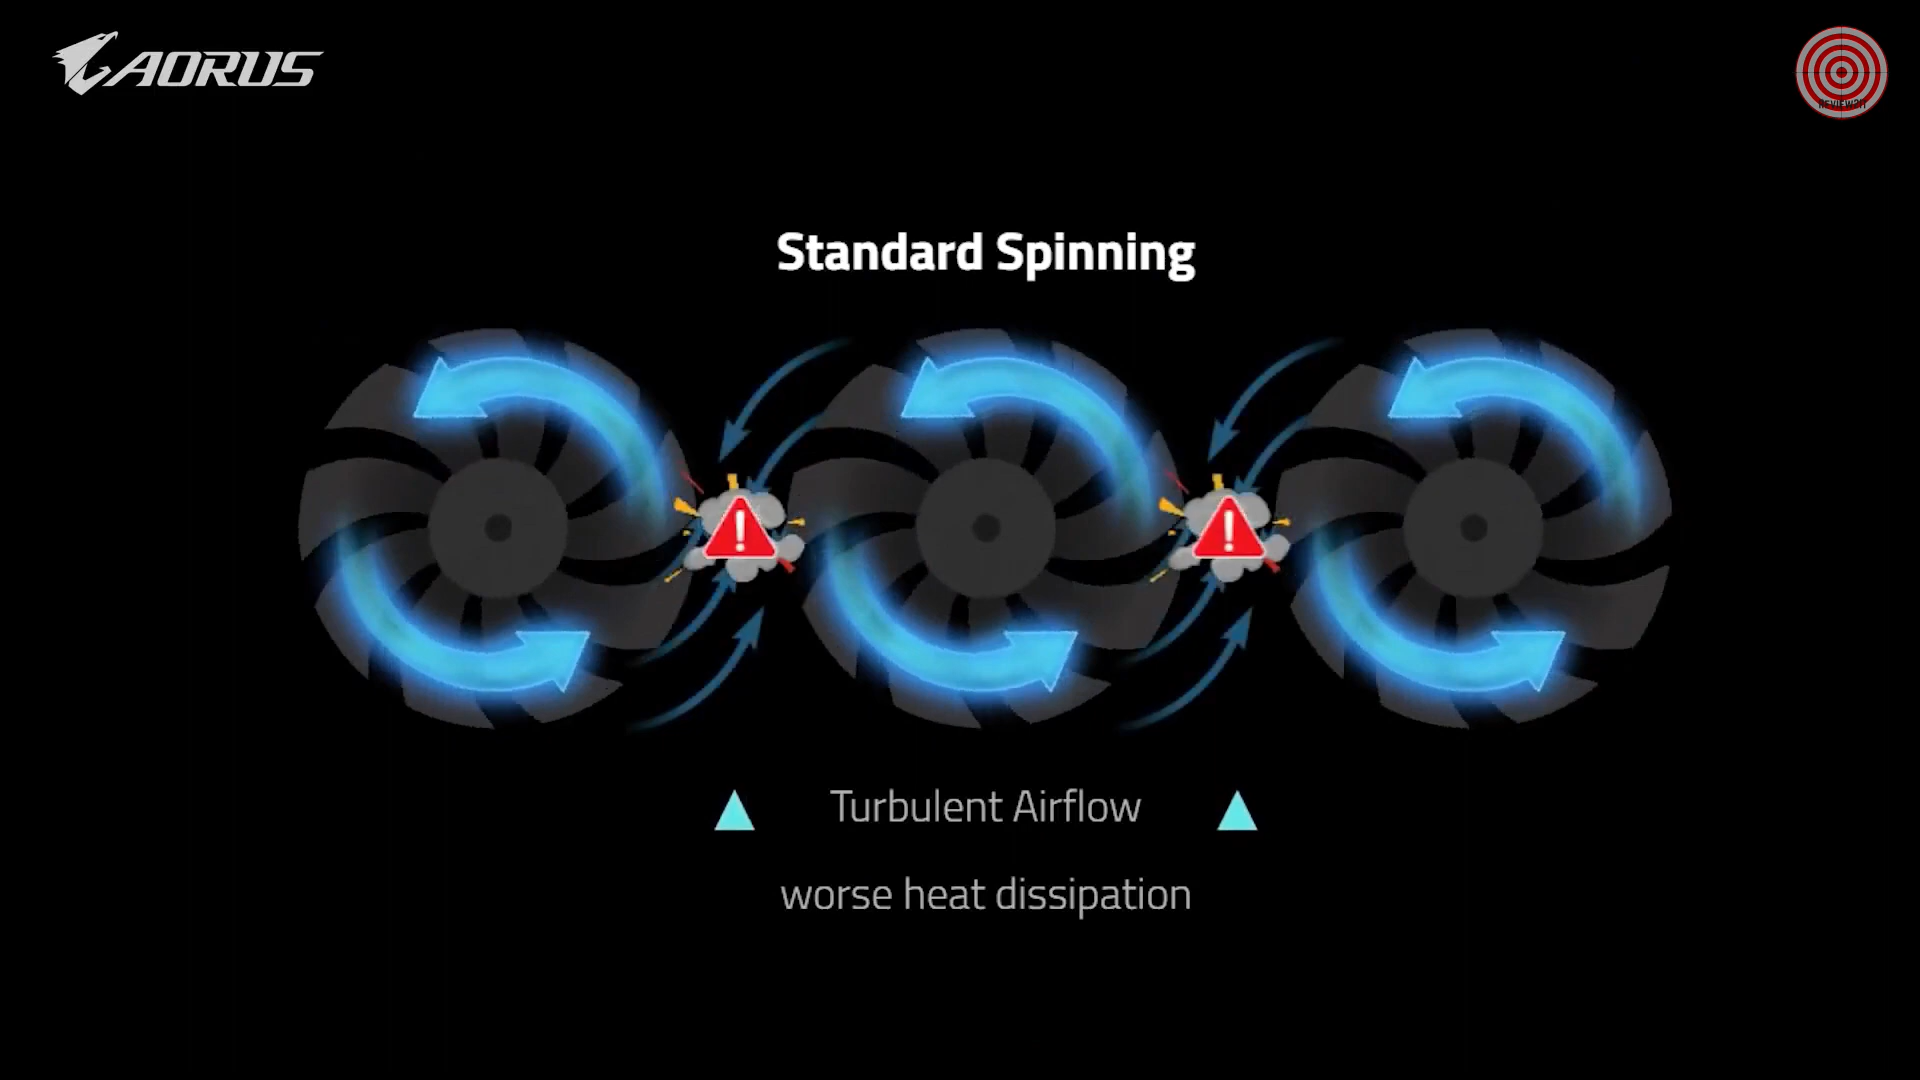 AORUS
Standard Spinning
Turbulent Airflow
worse heat dissipation